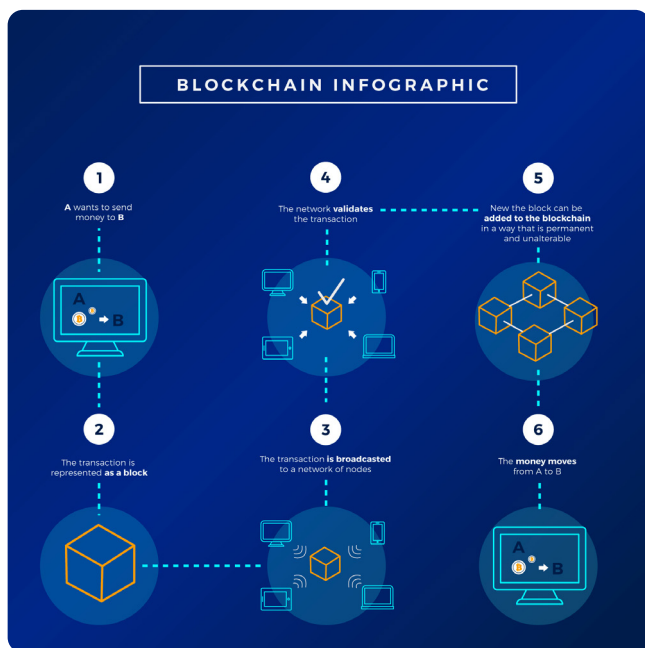 BLOCKCHAIN INFOGRAPHIC
1
A wants to send
money to B
A
B
B
2
The transaction is
represented as a block
3
The transaction is broadcasted
to a network of nodes
4
The network validates
the transaction
5
New the block can be
added to the blockchain
in a way that is permanent
and unalterable
6
The money moves
from A to B
A
B
B